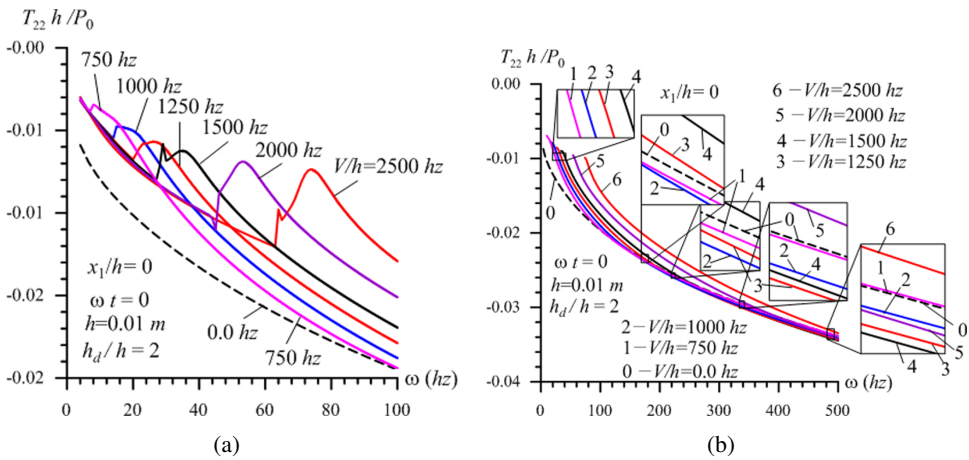 T₂₂ h /P₀
-0.00
-0.01
-0.01
-0.02
-0.02
750 hz
1000 hz
1250 hz
1500 hz
2000 hz
V/h=2500 hz
x₁/h=0
ω t=0
h=0.01 m
h_d/h=2
0.0 hz
750 hz
ω (hz)
0 20 40 60 80 100
(a)
T₂₂ h /P₀
0.00
-0.01
-0.02
-0.03
-0.04
1 2 3 4
x₁/h=0
6 – V/h=2500 hz
5 – V/h=2000 hz
4 – V/h=1500 hz
3 – V/h=1250 hz
0
3
4
2
5
6
0
1
4
0
2
3
5
0
2
4
1
3
6
1
2
0
5
4
3
ω t=0
h=0.01 m
h_d/h=2
2 – V/h=1000 hz
1 – V/h=750 hz
0 – V/h=0.0 hz
ω (hz)
0 100 200 300 400 500
(b)